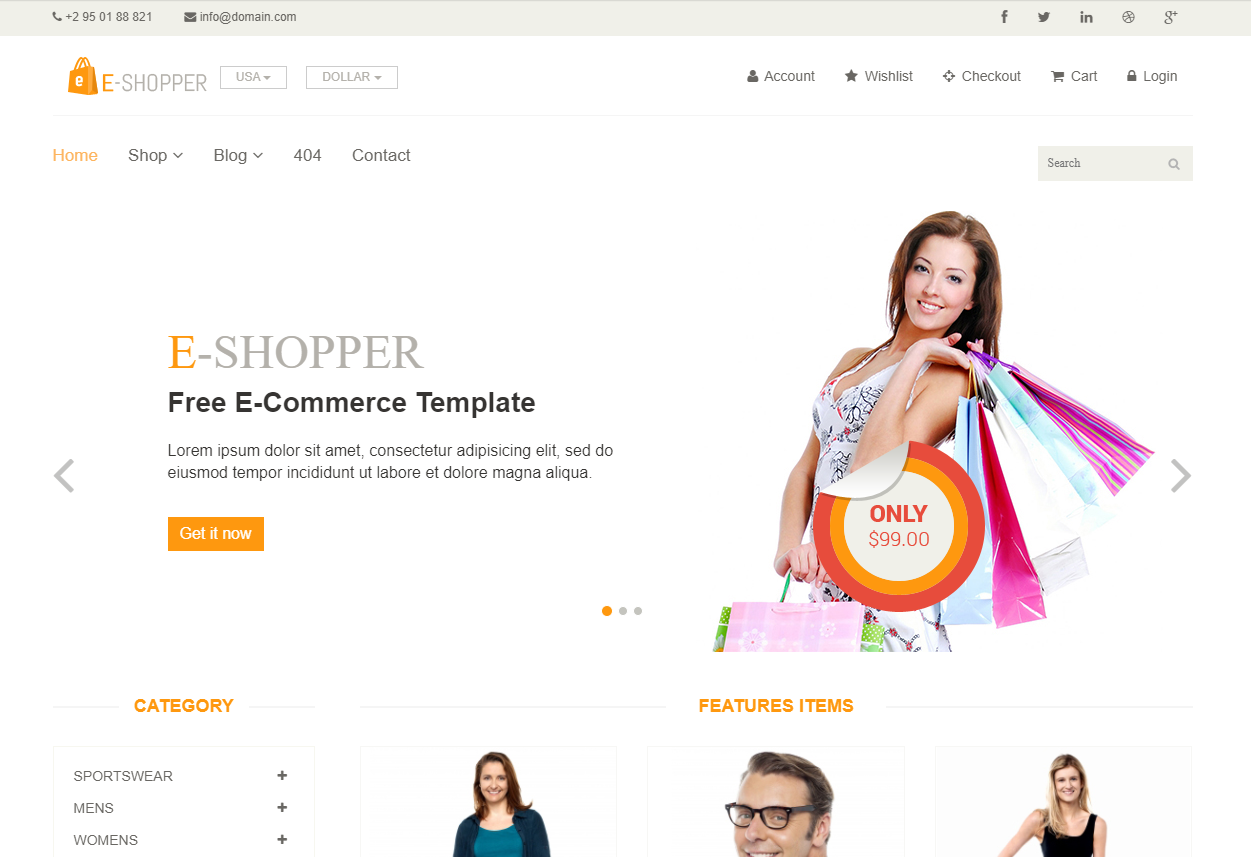 +2 95 01 88 821 info@domain.com
E-SHOPPER USA DOLLAR Account Wishlist Checkout Cart Login
Home Shop Blog 404 Contact
Search
E-SHOPPER
Free E-Commerce Template
Lorem ipsum dolor sit amet, consectetur adipisicing elit, sed do
eiusmod tempor incididunt ut labore et dolore magna aliqua.
Get it now
ONLY
$99.00
CATEGORY
SPORTSWEAR
MENS
WOMENS
FEATURES ITEMS